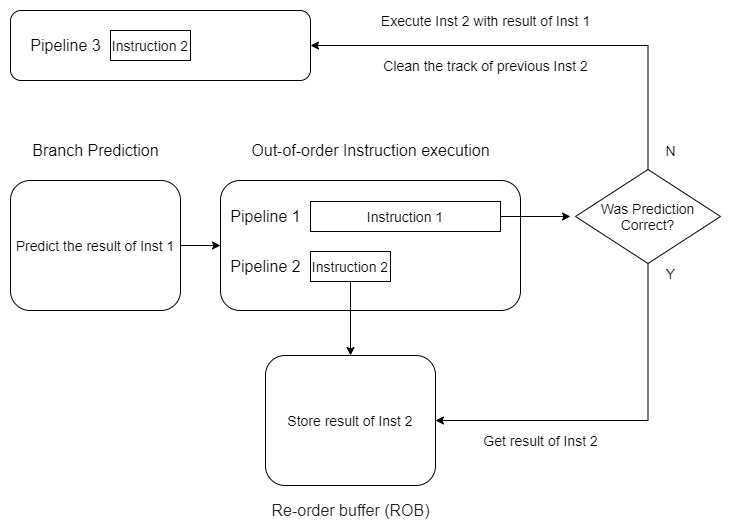 Execute Inst 2 with result of Inst 1
Pipeline 3
Instruction 2
Clean the track of previous Inst 2
Branch Prediction
Out-of-order Instruction execution
N
Predict the result of Inst 1
Pipeline 1
Instruction 1
Was Prediction
Correct?
Pipeline 2
Instruction 2
Y
Store result of Inst 2
Get result of Inst 2
Re-order buffer (ROB)